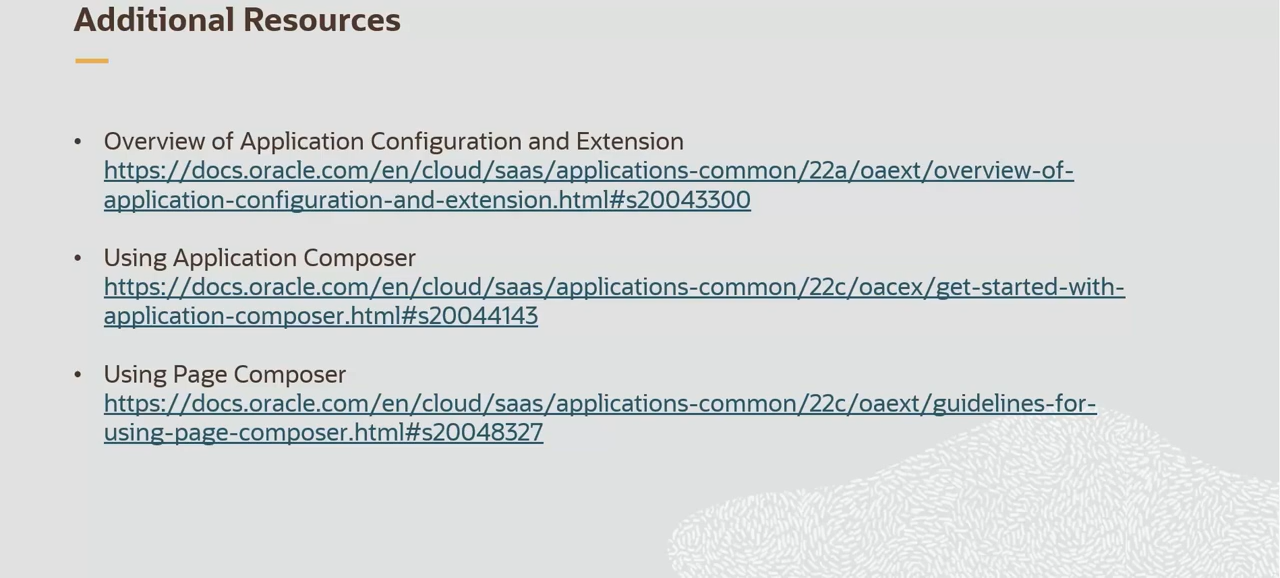 Additional Resources
• Overview of Application Configuration and Extension
https://docs.oracle.com/en/cloud/saas/applications-common/22a/oaext/overview-of-
application-configuration-and-extension.html#s20043300
• Using Application Composer
https://docs.oracle.com/en/cloud/saas/applications-common/22c/oacex/get-started-with-
application-composer.html#s20044143
• Using Page Composer
https://docs.oracle.com/en/cloud/saas/applications-common/22c/oaext/guidelines-for-
using-page-composer.html#s20048327